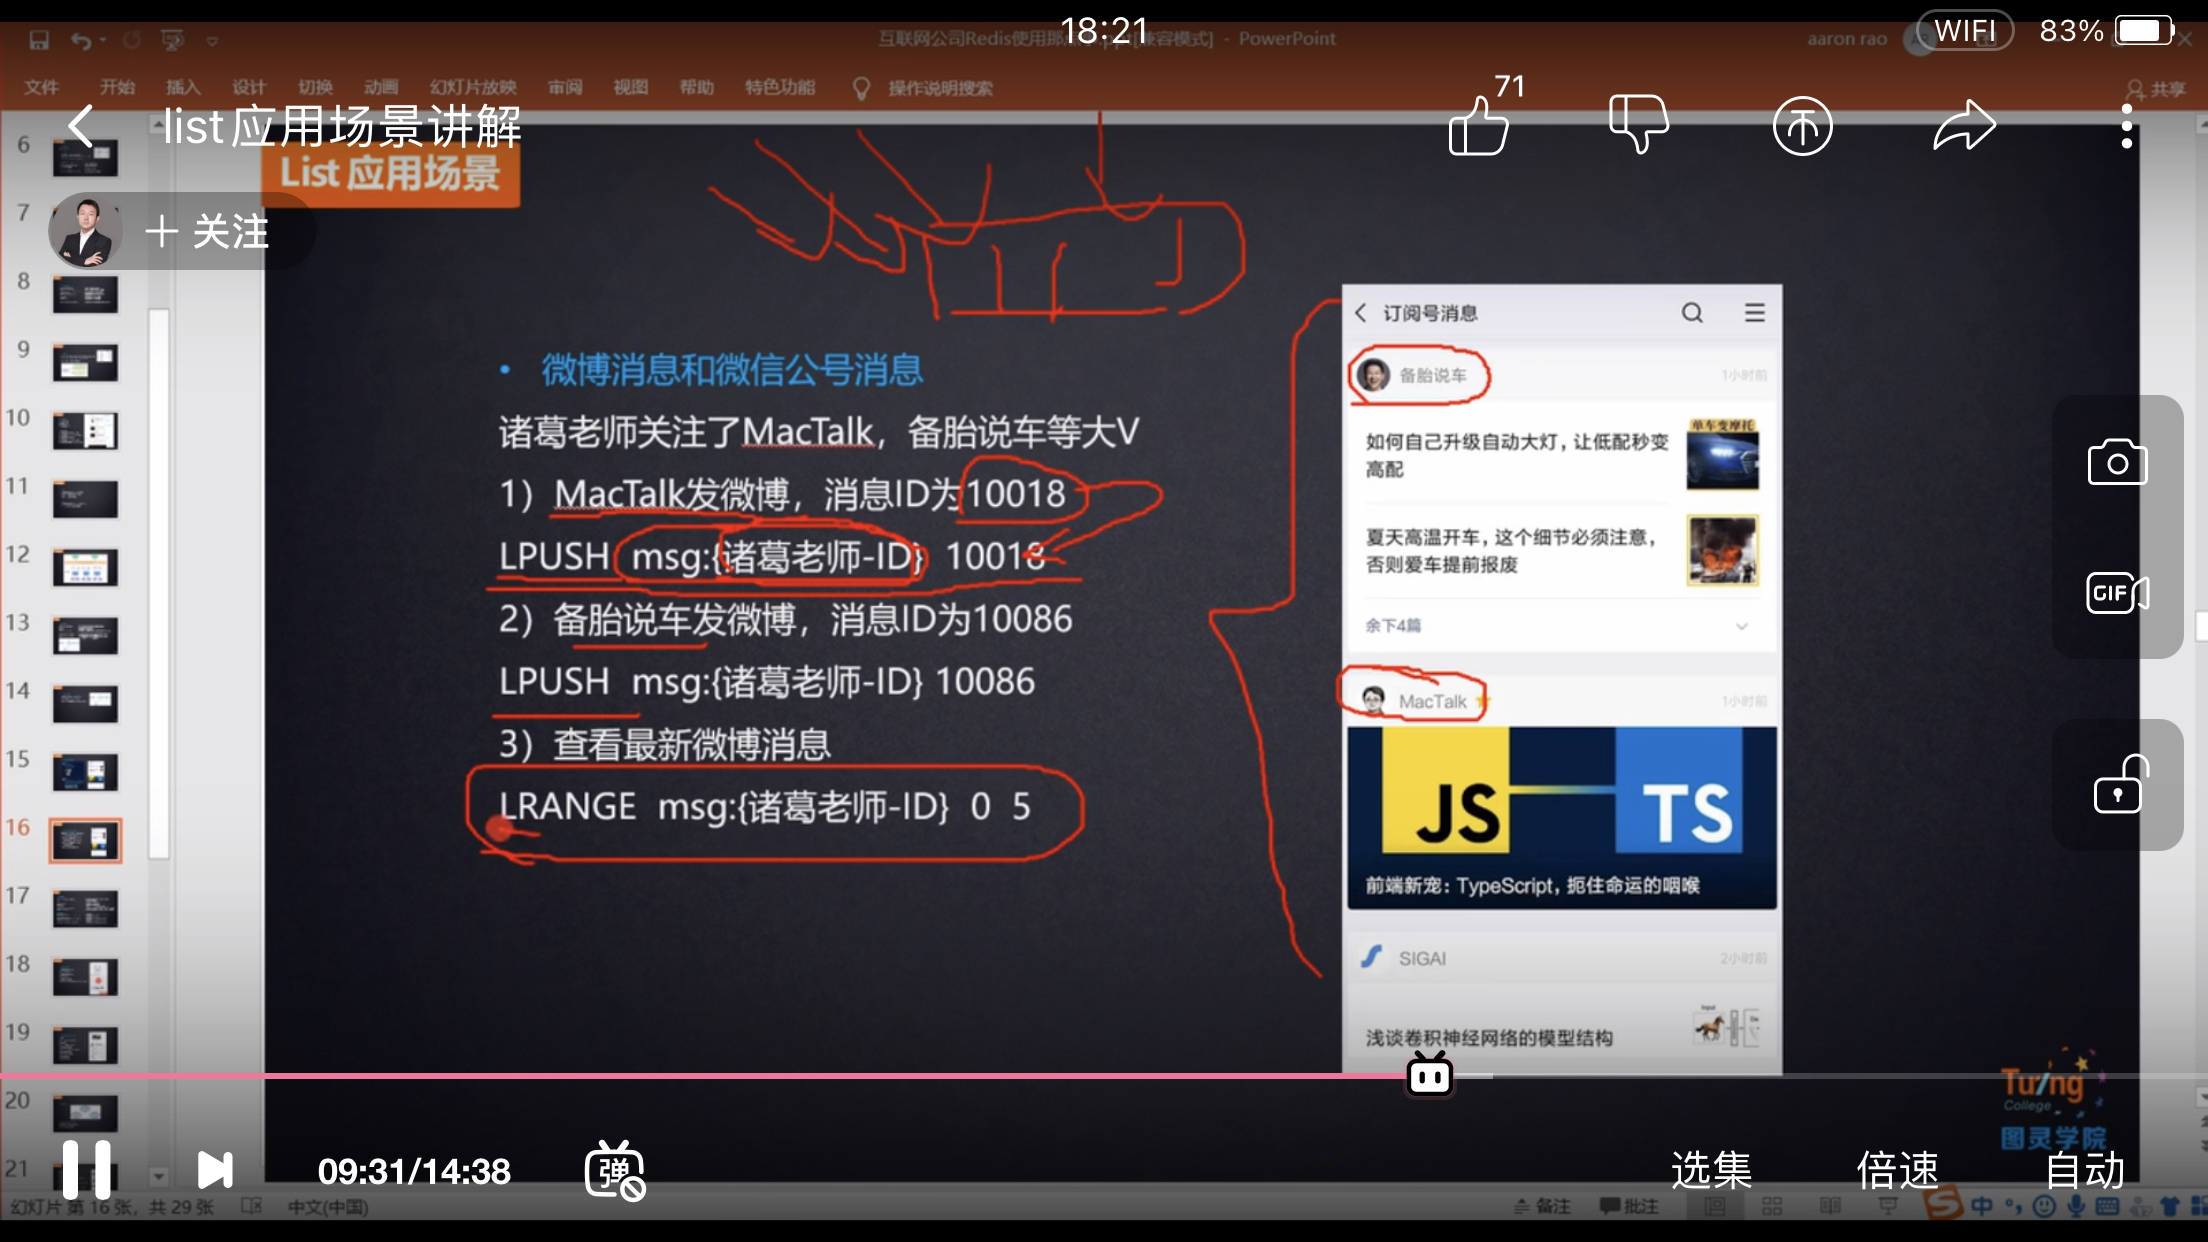 18:21
WIFI
83%
互联网公司Redis使用那
兼容模式] - PowerPoint
aaron rao
文件 开始 插入 设计 切换 动画 幻灯片放映 审阅 视图 帮助 特色功能 操作说明搜索
共享
list应用场景讲解
71
List 应用场景
+ 关注
6
7
8
9
10
11
12
13
14
15
16
17
18
19
20
21
• 微博消息和微信公号消息
诸葛老师关注了MacTalk，备胎说车等大V
1）MacTalk发微博，消息ID为10018
LPUSH msg:{诸葛老师-ID} 10018
2）备胎说车发微博，消息ID为10086
LPUSH msg:{诸葛老师-ID} 10086
3）查看最新微博消息
LRANGE msg:{诸葛老师-ID} 0 5
订阅号消息
备胎说车
1小时前
如何自己升级自动大灯，让低配秒变
高配
单车变摩托
夏天高温开车，这个细节必须注意，
否则爱车提前报废
余下4篇
MacTalk
1小时前
JS TS
前端新宠：TypeScript，扼住命运的咽喉
SIGAI
2小时前
浅谈卷积神经网络的模型结构
GIF
Turing
College
图灵学院
09:31/14:38
弹
选集
倍速
自动
幻灯片 第 16 张，共 29 张
中文(中国)
备注
批注
中